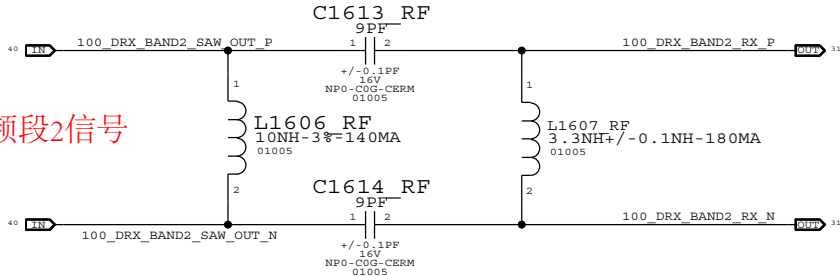 C1613_RF
9PF
40 IN 100_DRX_BAND2_SAW_OUT_P 1 2 100_DRX_BAND2_RX_P OUT 31
+/-0.1PF
16V
NP0-C0G-CERM
01005
1 1
频段2信号
L1606_RF
10NH-3%-140MA
01005
L1607_RF
3.3NH+/-0.1NH-180MA
01005
2 2
C1614_RF
9PF
40 IN 100_DRX_BAND2_SAW_OUT_N 1 2 100_DRX_BAND2_RX_N OUT 31
+/-0.1PF
16V
NP0-C0G-CERM
01005